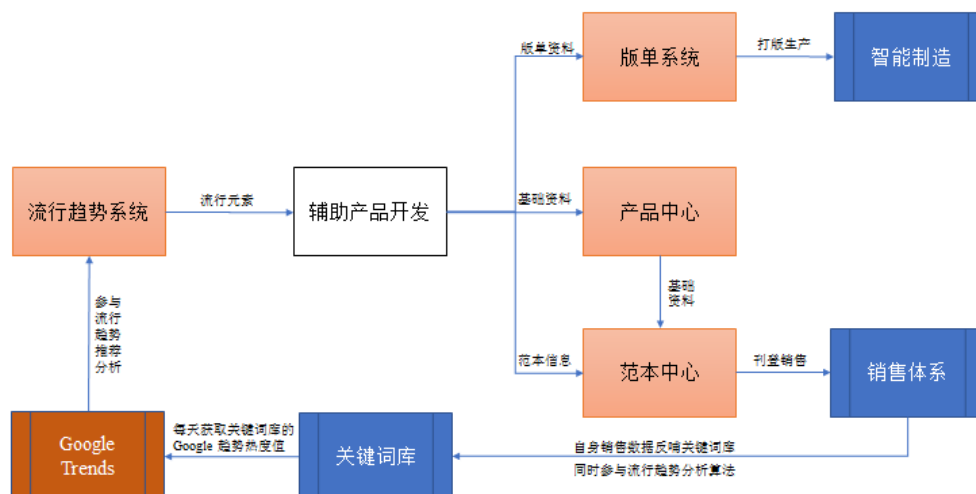 版单资料
版单系统
打版生产
智能制造
流行趋势系统
流行元素
辅助产品开发
基础资料
产品中心
基础
资料
参与
流行
趋势
推荐
分析
范本信息
范本中心
刊登销售
销售体系
Google
Trends
每天获取关键词库的
Google 趋势热度值
关键词库
自身销售数据反哺关键词库
同时参与流行趋势分析算法